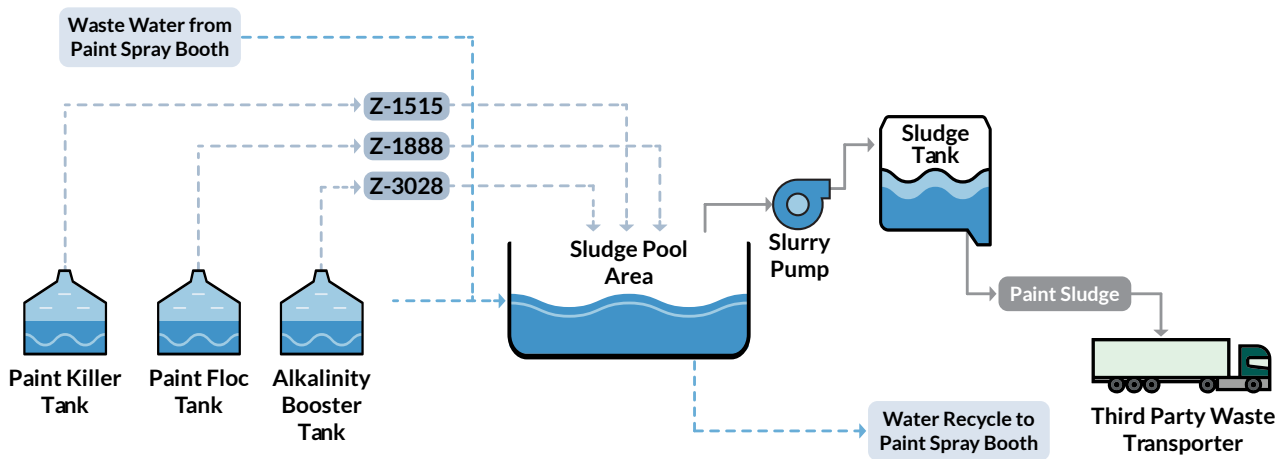 Waste Water from
Paint Spray Booth
Z-1515
Z-1888
Z-3028
Sludge
Tank
Slurry
Pump
Sludge Pool
Area
Paint Sludge
Paint Killer
Tank
Paint Floc
Tank
Alkalinity
Booster
Tank
Water Recycle to
Paint Spray Booth
Third Party Waste
Transporter